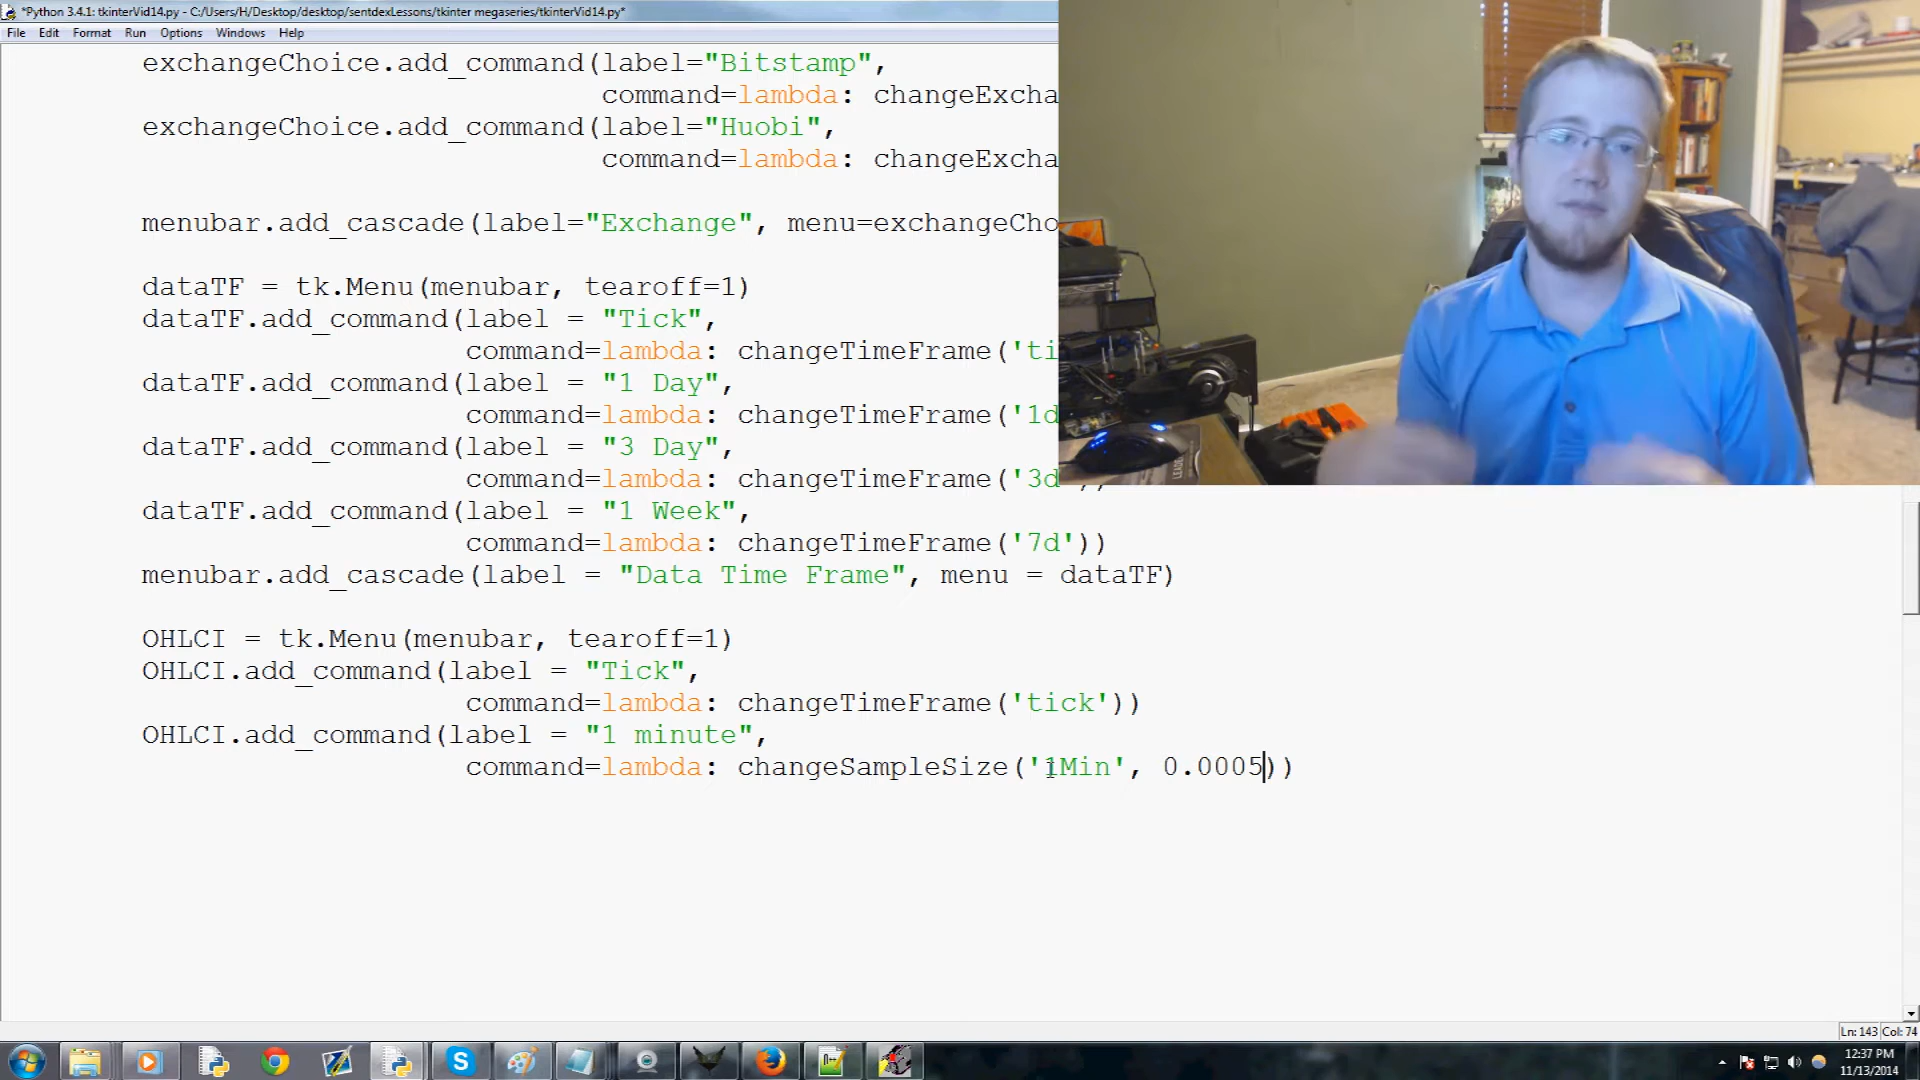 *Python 3.4.1: tkinterVid14.py - C:/Users/H/Desktop/desktop/sentdexLessons/tkinter megaseries/tkinterVid14.py*
File Edit Format Run Options Windows Help
exchangeChoice.add_command(label="Bitstamp",
command=lambda: changeExcha
exchangeChoice.add_command(label="Huobi",
command=lambda: changeExcha
menubar.add_cascade(label="Exchange", menu=exchangeCho
dataTF = tk.Menu(menubar, tearoff=1)
dataTF.add_command(label = "Tick",
command=lambda: changeTimeFrame('ti
dataTF.add_command(label = "1 Day",
command=lambda: changeTimeFrame('1d
dataTF.add_command(label = "3 Day",
command=lambda: changeTimeFrame('3d'))
dataTF.add_command(label = "1 Week",
command=lambda: changeTimeFrame('7d'))
menubar.add_cascade(label = "Data Time Frame", menu = dataTF)
OHLCI = tk.Menu(menubar, tearoff=1)
OHLCI.add_command(label = "Tick",
command=lambda: changeTimeFrame('tick'))
OHLCI.add_command(label = "1 minute",
command=lambda: changeSampleSize('1Min', 0.0005))
Ln: 143 Col: 74
12:37 PM
11/13/2014